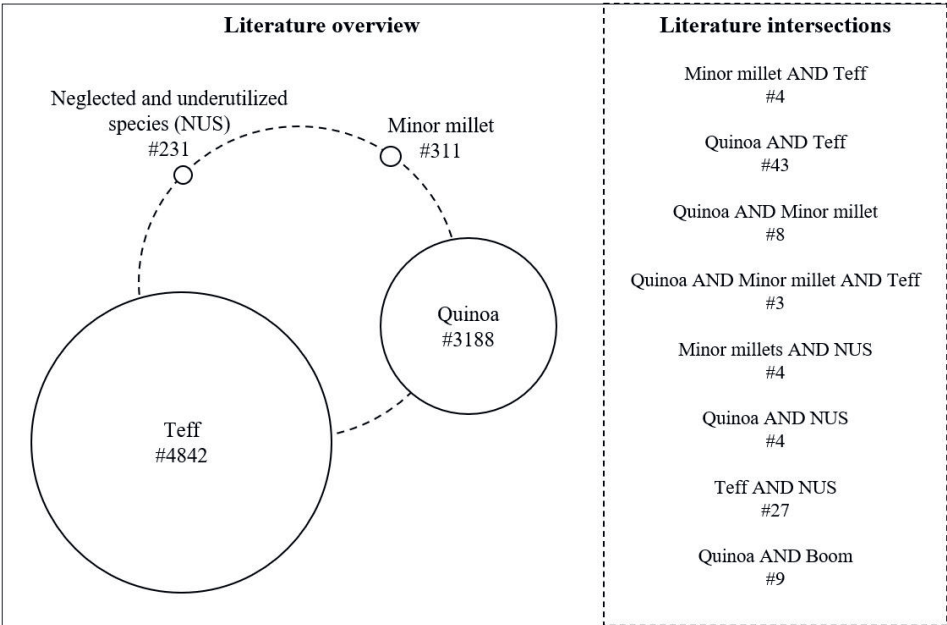 Literature overview
Neglected and underutilized
species (NUS)
#231
Minor millet
#311
Quinoa
#3188
Teff
#4842
Literature intersections
Minor millet AND Teff
#4
Quinoa AND Teff
#43
Quinoa AND Minor millet
#8
Quinoa AND Minor millet AND Teff
#3
Minor millets AND NUS
#4
Quinoa AND NUS
#4
Teff AND NUS
#27
Quinoa AND Boom
#9